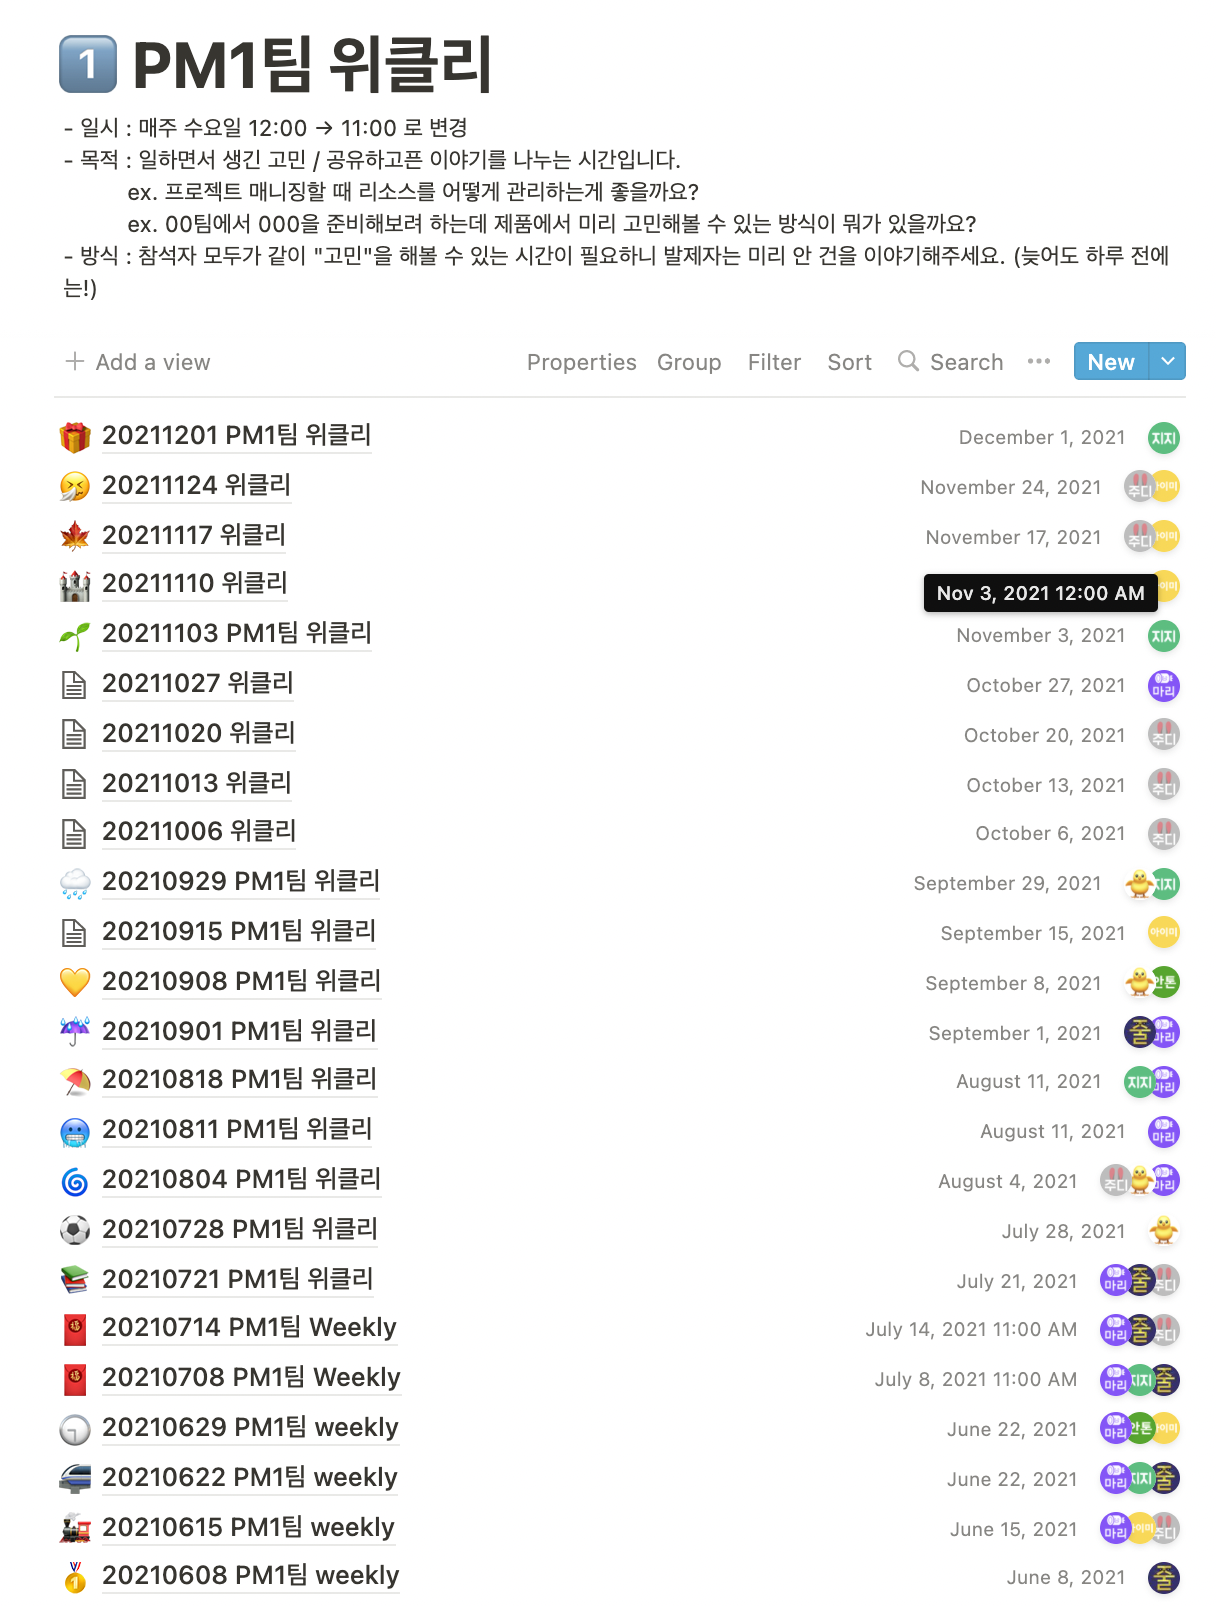 1 PM1팀 위클리
- 일시 : 매주 수요일 12:00 → 11:00 로 변경
- 목적 : 일하면서 생긴 고민 / 공유하고픈 이야기를 나누는 시간입니다.
ex. 프로젝트 매니징할 때 리소스를 어떻게 관리하는게 좋을까요?
ex. 00팀에서 000을 준비해보려 하는데 제품에서 미리 고민해볼 수 있는 방식이 뭐가 있을까요?
- 방식 : 참석자 모두가 같이 "고민"을 해볼 수 있는 시간이 필요하니 발제자는 미리 안 건을 이야기해주세요. (늦어도 하루 전에
는!)
Add a view Properties Group Filter Sort Search ••• New
20211201 PM1팀 위클리 December 1, 2021 지지
20211124 위클리 November 24, 2021 주디 아이미
20211117 위클리 November 17, 2021 주디 아이미
20211110 위클리 Nov 3, 2021 12:00 AM 아이미
20211103 PM1팀 위클리 November 3, 2021 지지
20211027 위클리 October 27, 2021 마리
20211020 위클리 October 20, 2021 주디
20211013 위클리 October 13, 2021 주디
20211006 위클리 October 6, 2021 주디
20210929 PM1팀 위클리 September 29, 2021 지지
20210915 PM1팀 위클리 September 15, 2021 아이미
20210908 PM1팀 위클리 September 8, 2021 안톤
20210901 PM1팀 위클리 September 1, 2021 줄 마리
20210818 PM1팀 위클리 August 11, 2021 지지 마리
20210811 PM1팀 위클리 August 11, 2021 마리
20210804 PM1팀 위클리 August 4, 2021 주디 마리
20210728 PM1팀 위클리 July 28, 2021
20210721 PM1팀 위클리 July 21, 2021 마리 줄 주디
20210714 PM1팀 Weekly July 14, 2021 11:00 AM 마리 줄 주디
20210708 PM1팀 Weekly July 8, 2021 11:00 AM 마리 지지 줄
20210629 PM1팀 weekly June 22, 2021 마리 안톤 아이미
20210622 PM1팀 weekly June 22, 2021 마리 지지 줄
20210615 PM1팀 weekly June 15, 2021 마리 아이미 주디
20210608 PM1팀 weekly June 8, 2021 줄